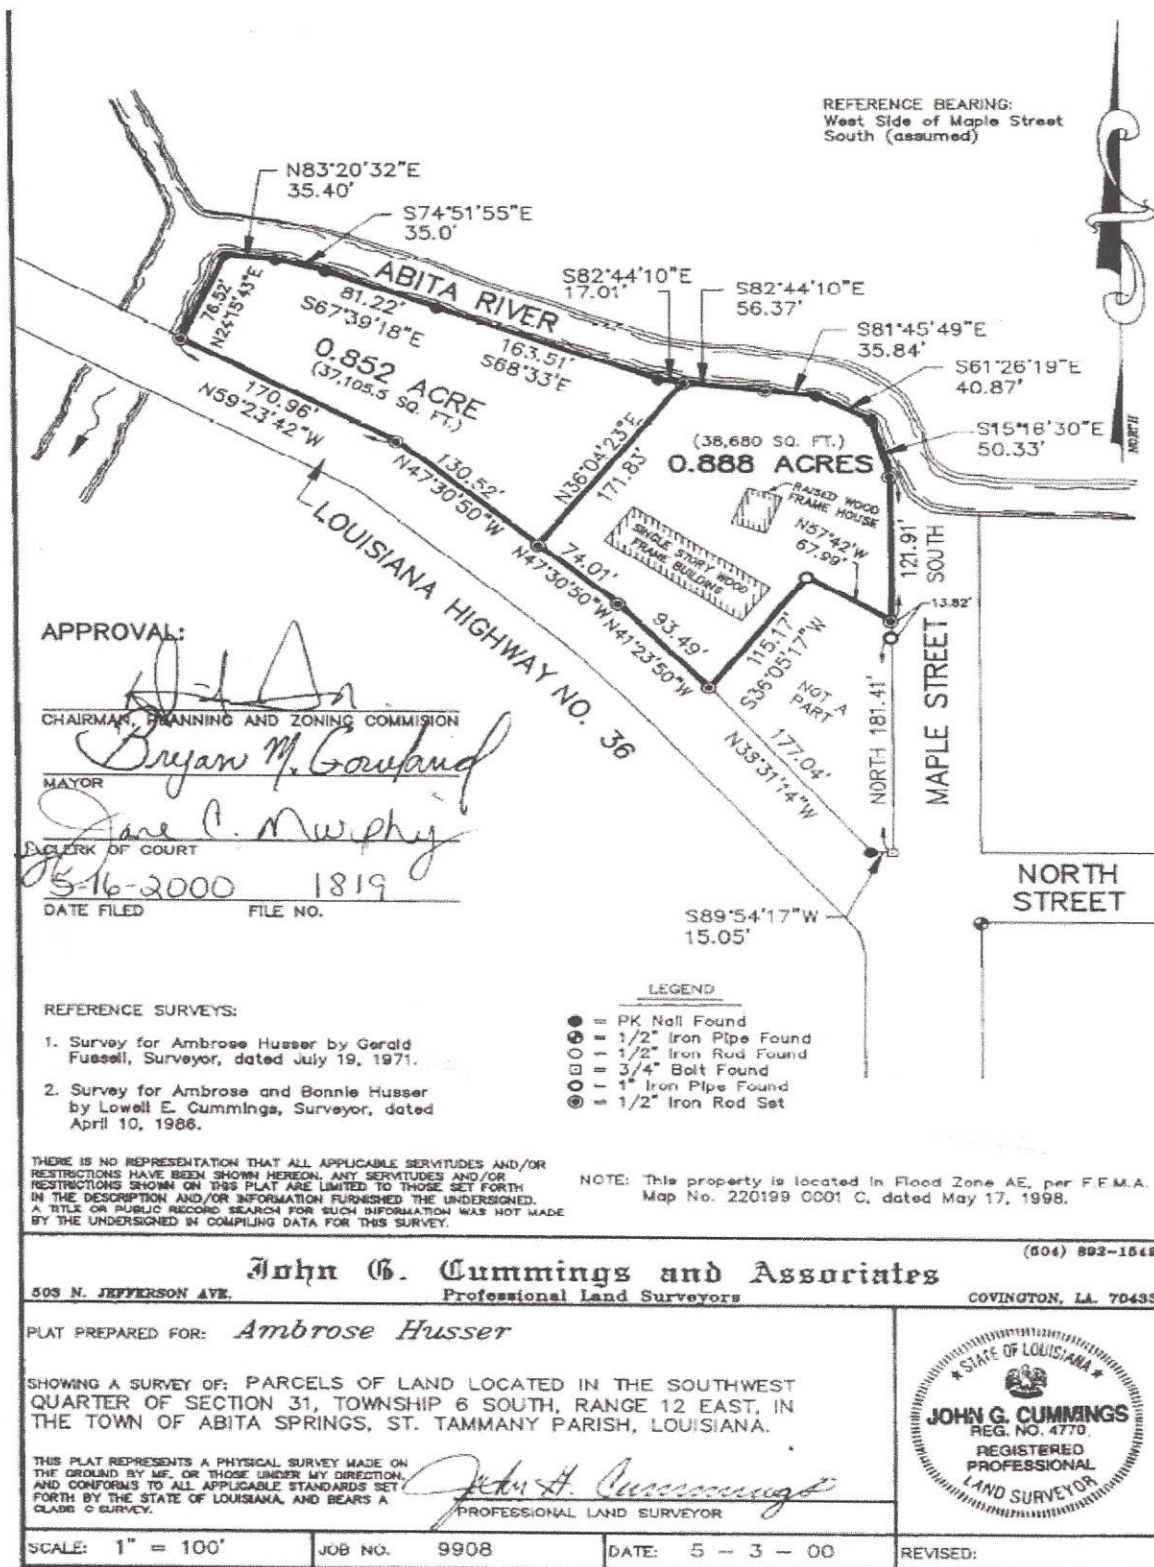 REFERENCE BEARING:
West Side of Maple Street
South (assumed)
NORTH
N83°20'32"E
35.40'
S74°51'55"E
35.0'
ABITA RIVER
S82°44'10"E
17.01'
S82°44'10"E
56.37'
S81°45'49"E
35.84'
S61°26'19"E
40.87'
S15°16'30"E
50.33'
76.52'
N24°15'43"E
81.22'
S67°39'18"E
163.51'
S68°33'E
0.852 ACRE
(37,105.5 SQ. FT.)
170.96'
N59°23'42"W
130.52'
N47°30'50"W
N36°04'23"E
171.83'
(38,680 SQ. FT.)
0.888 ACRES
RAISED WOOD
FRAME HOUSE
SINGLE STORY WOOD
FRAME BUILDING
N57°42'W
67.99'
121.91'
SOUTH
13.82'
74.01'
N47°30'50"W
93.49'
N41°23'50"W
115.17'
S36°05'17"W
NOT A
PART
177.04'
N38°31'14"W
NORTH 181.41'
MAPLE STREET
LOUISIANA HIGHWAY NO. 36
NORTH
STREET
S89°54'17"W
15.05'
APPROVAL:
CHAIRMAN, PLANNING AND ZONING COMMISION
Bryan M. Gowland
MAYOR
Jane C. Murphy
CLERK OF COURT
5-16-2000 1819
DATE FILED FILE NO.
REFERENCE SURVEYS:
1. Survey for Ambrose Husser by Gerald
Fussell, Surveyor, dated July 19, 1971.
2. Survey for Ambrose and Bonnie Husser
by Lowell E. Cummings, Surveyor, dated
April 10, 1986.
LEGEND
= PK Nail Found
= 1/2" Iron Pipe Found
= 1/2" Iron Rod Found
= 3/4" Bolt Found
= 1" Iron Pipe Found
= 1/2" Iron Rod Set
THERE IS NO REPRESENTATION THAT ALL APPLICABLE SERVITUDES AND/OR
RESTRICTIONS HAVE BEEN SHOWN HEREON. ANY SERVITUDES AND/OR
RESTRICTIONS SHOWN ON THIS PLAT ARE LIMITED TO THOSE SET FORTH
IN THE DESCRIPTION AND/OR INFORMATION FURNISHED THE UNDERSIGNED.
A TITLE OR PUBLIC RECORD SEARCH FOR SUCH INFORMATION WAS NOT MADE
BY THE UNDERSIGNED IN COMPILING DATA FOR THIS SURVEY.
NOTE: This property is located in Flood Zone AE, per F.E.M.A.
Map No. 220199 0001 C, dated May 17, 1998.
(504) 892-1549
John G. Cummings and Associates
503 N. JEFFERSON AVE. Professional Land Surveyors COVINGTON, LA. 70433
PLAT PREPARED FOR: Ambrose Husser
SHOWING A SURVEY OF: PARCELS OF LAND LOCATED IN THE SOUTHWEST
QUARTER OF SECTION 31, TOWNSHIP 6 SOUTH, RANGE 12 EAST, IN
THE TOWN OF ABITA SPRINGS, ST. TAMMANY PARISH, LOUISIANA.
THIS PLAT REPRESENTS A PHYSICAL SURVEY MADE ON
THE GROUND BY ME, OR THOSE UNDER MY DIRECTION,
AND CONFORMS TO ALL APPLICABLE STANDARDS SET
FORTH BY THE STATE OF LOUISIANA, AND BEARS A
CLASS C SURVEY.
John G. Cummings
PROFESSIONAL LAND SURVEYOR
STATE OF LOUISIANA
JOHN G. CUMMINGS
REG. NO. 4770
REGISTERED
PROFESSIONAL
LAND SURVEYOR
SCALE: 1" = 100' JOB NO. 9908 DATE: 5 - 3 - 00 REVISED: